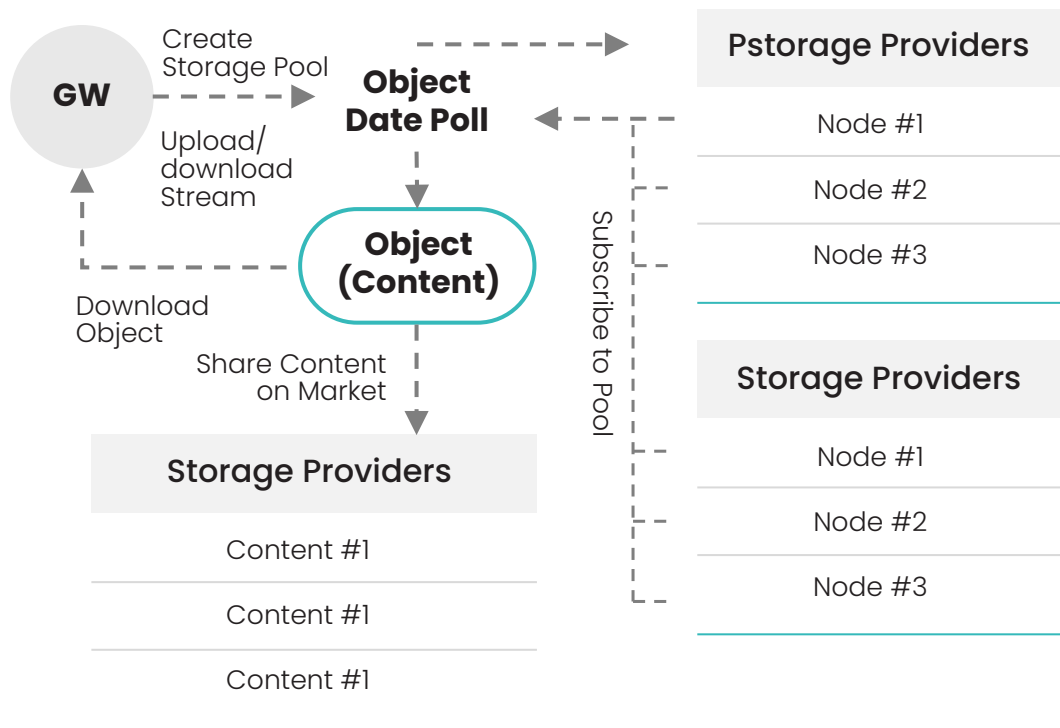 GW
Create
Storage Pool
Upload/
download
Stream
Object
Date Poll
Object
(Content)
Download
Object
Share Content
on Market
Storage Providers
Content #1
Content #1
Content #1
Subscribe to Pool
Pstorage Providers
Node #1
Node #2
Node #3
Storage Providers
Node #1
Node #2
Node #3